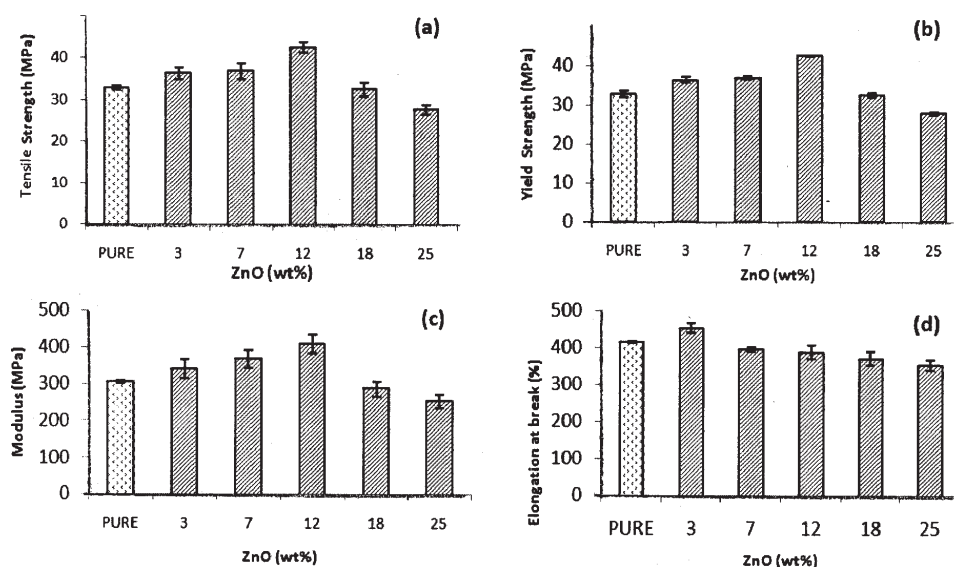 (a)
Tensile Strength (MPa)
40
30
20
10
0
PURE 3 7 12 18 25
ZnO (wt%)
(b)
Yield Strength (MPa)
40
30
20
10
0
PURE 3 7 12 18 25
ZnO (wt%)
(c)
Modulus (MPa)
500
400
300
200
100
0
PURE 3 7 12 18 25
ZnO (wt%)
(d)
Elongation at break (%)
500
400
300
200
100
0
PURE 3 7 12 18 25
ZnO (wt%)